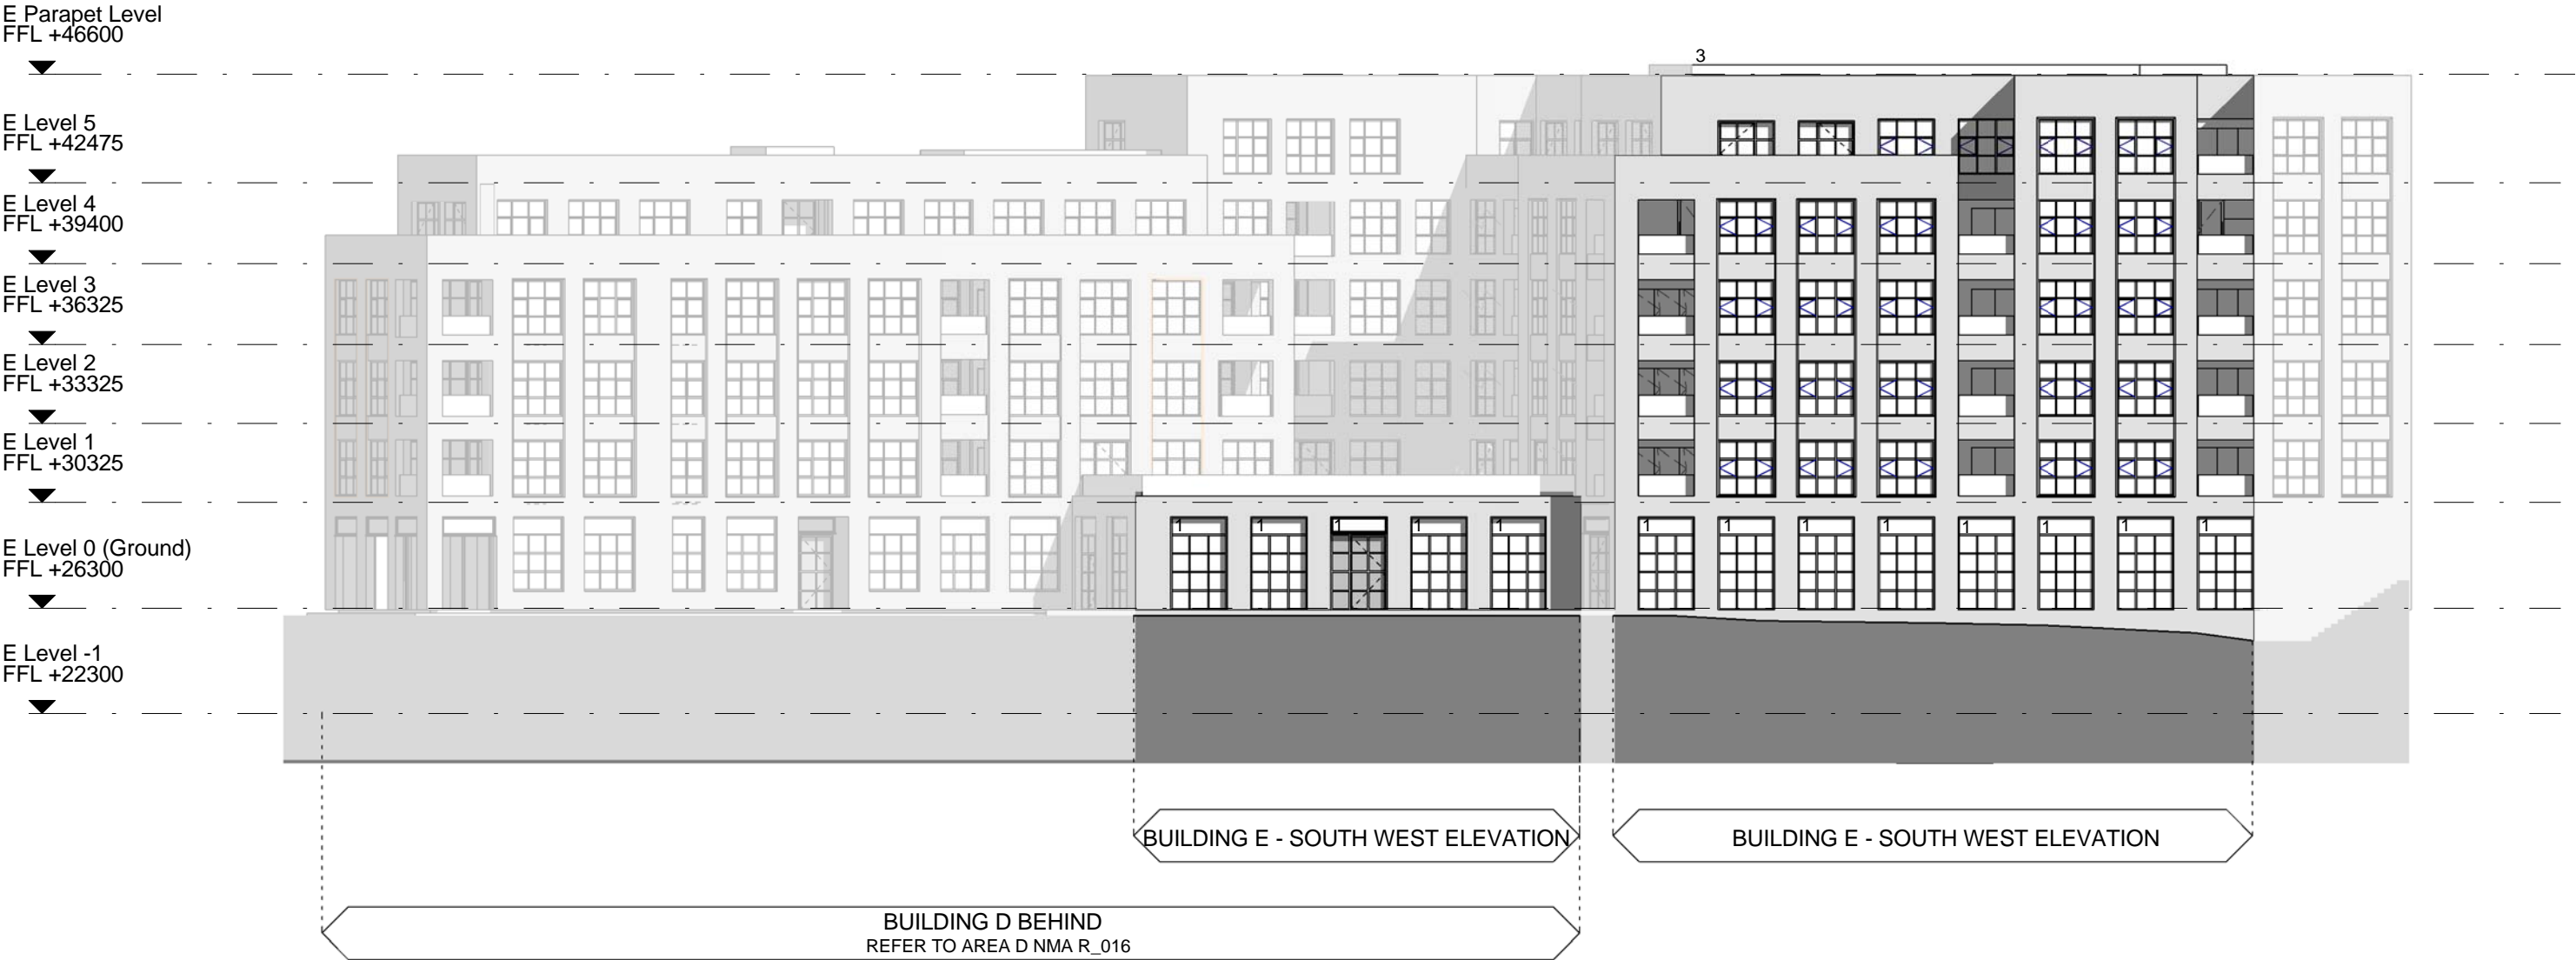 E Parapet Level
FFL +46600
3
E Level 5
FFL +42475
E Level 4
FFL +39400
E Level 3
FFL +36325
E Level 2
FFL +33325
E Level 1
FFL +30325
1 1 1 1 1 1 1 1 1 1 1 1 1
E Level 0 (Ground)
FFL +26300
E Level -1
FFL +22300
BUILDING E - SOUTH WEST ELEVATION
BUILDING E - SOUTH WEST ELEVATION
BUILDING D BEHIND
REFER TO AREA D NMA R_016